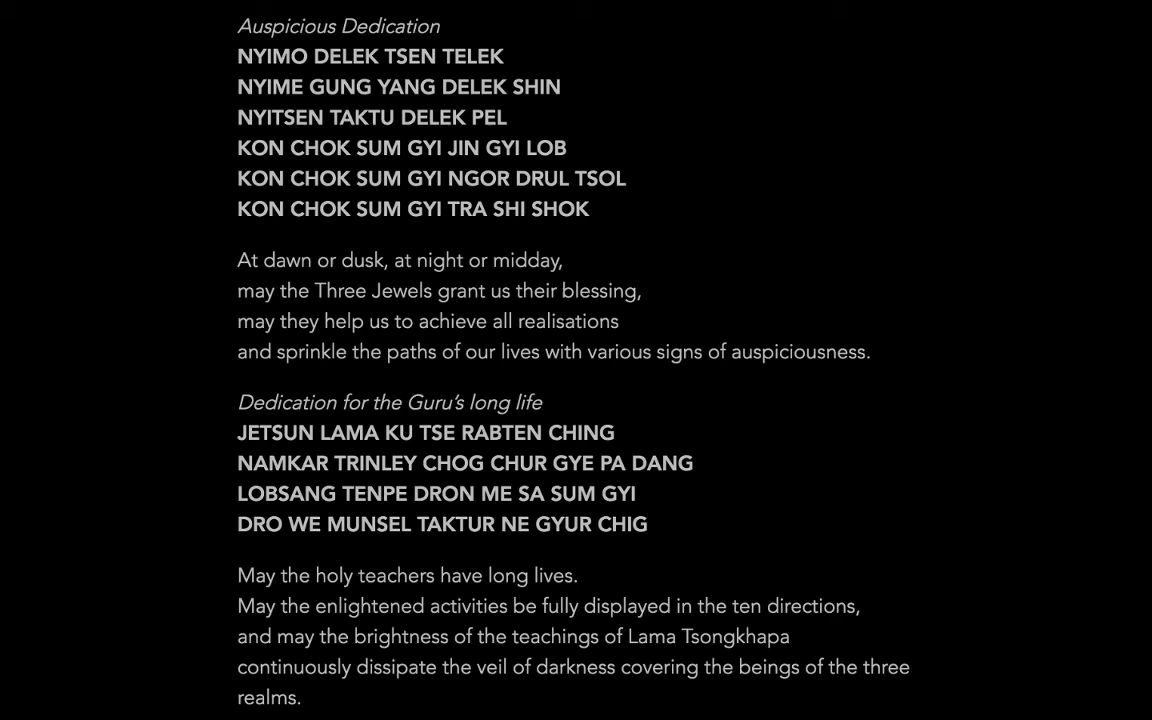 Auspicious Dedication
NYIMO DELEK TSEN TELEK
NYIME GUNG YANG DELEK SHIN
NYITSEN TAKTU DELEK PEL
KON CHOK SUM GYI JIN GYI LOB
KON CHOK SUM GYI NGOR DRUL TSOL
KON CHOK SUM GYI TRA SHI SHOK
At dawn or dusk, at night or midday,
may the Three Jewels grant us their blessing,
may they help us to achieve all realisations
and sprinkle the paths of our lives with various signs of auspiciousness.
Dedication for the Guru’s long life
JETSUN LAMA KU TSE RABTEN CHING
NAMKAR TRINLEY CHOG CHUR GYE PA DANG
LOBSANG TENPE DRON ME SA SUM GYI
DRO WE MUNSEL TAKTUR NE GYUR CHIG
May the holy teachers have long lives.
May the enlightened activities be fully displayed in the ten directions,
and may the brightness of the teachings of Lama Tsongkhapa
continuously dissipate the veil of darkness covering the beings of the three
realms.